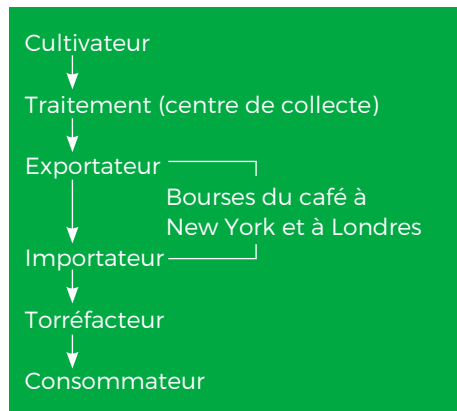 Cultivateur
Traitement (centre de collecte)
Exportateur
Bourses du café à
New York et à Londres
Importateur
Torréfacteur
Consommateur